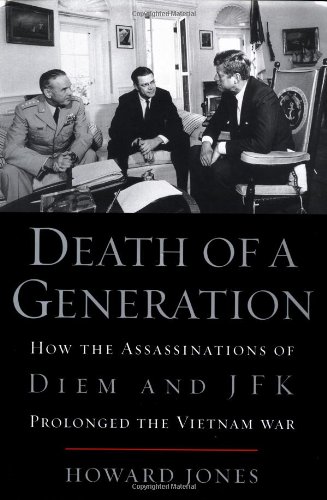 DEATH OF A
GENERATION
HOW THE ASSASSINATIONS OF
DIEM AND JFK
PROLONGED THE VIETNAM WAR
HOWARD JONES